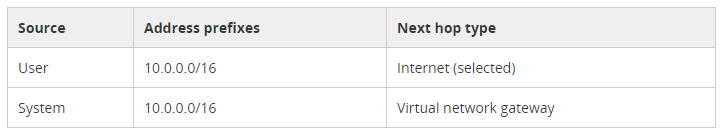 Source Address prefixes Next hop type
User 10.0.0.0/16 Internet (selected)
System 10.0.0.0/16 Virtual network gateway